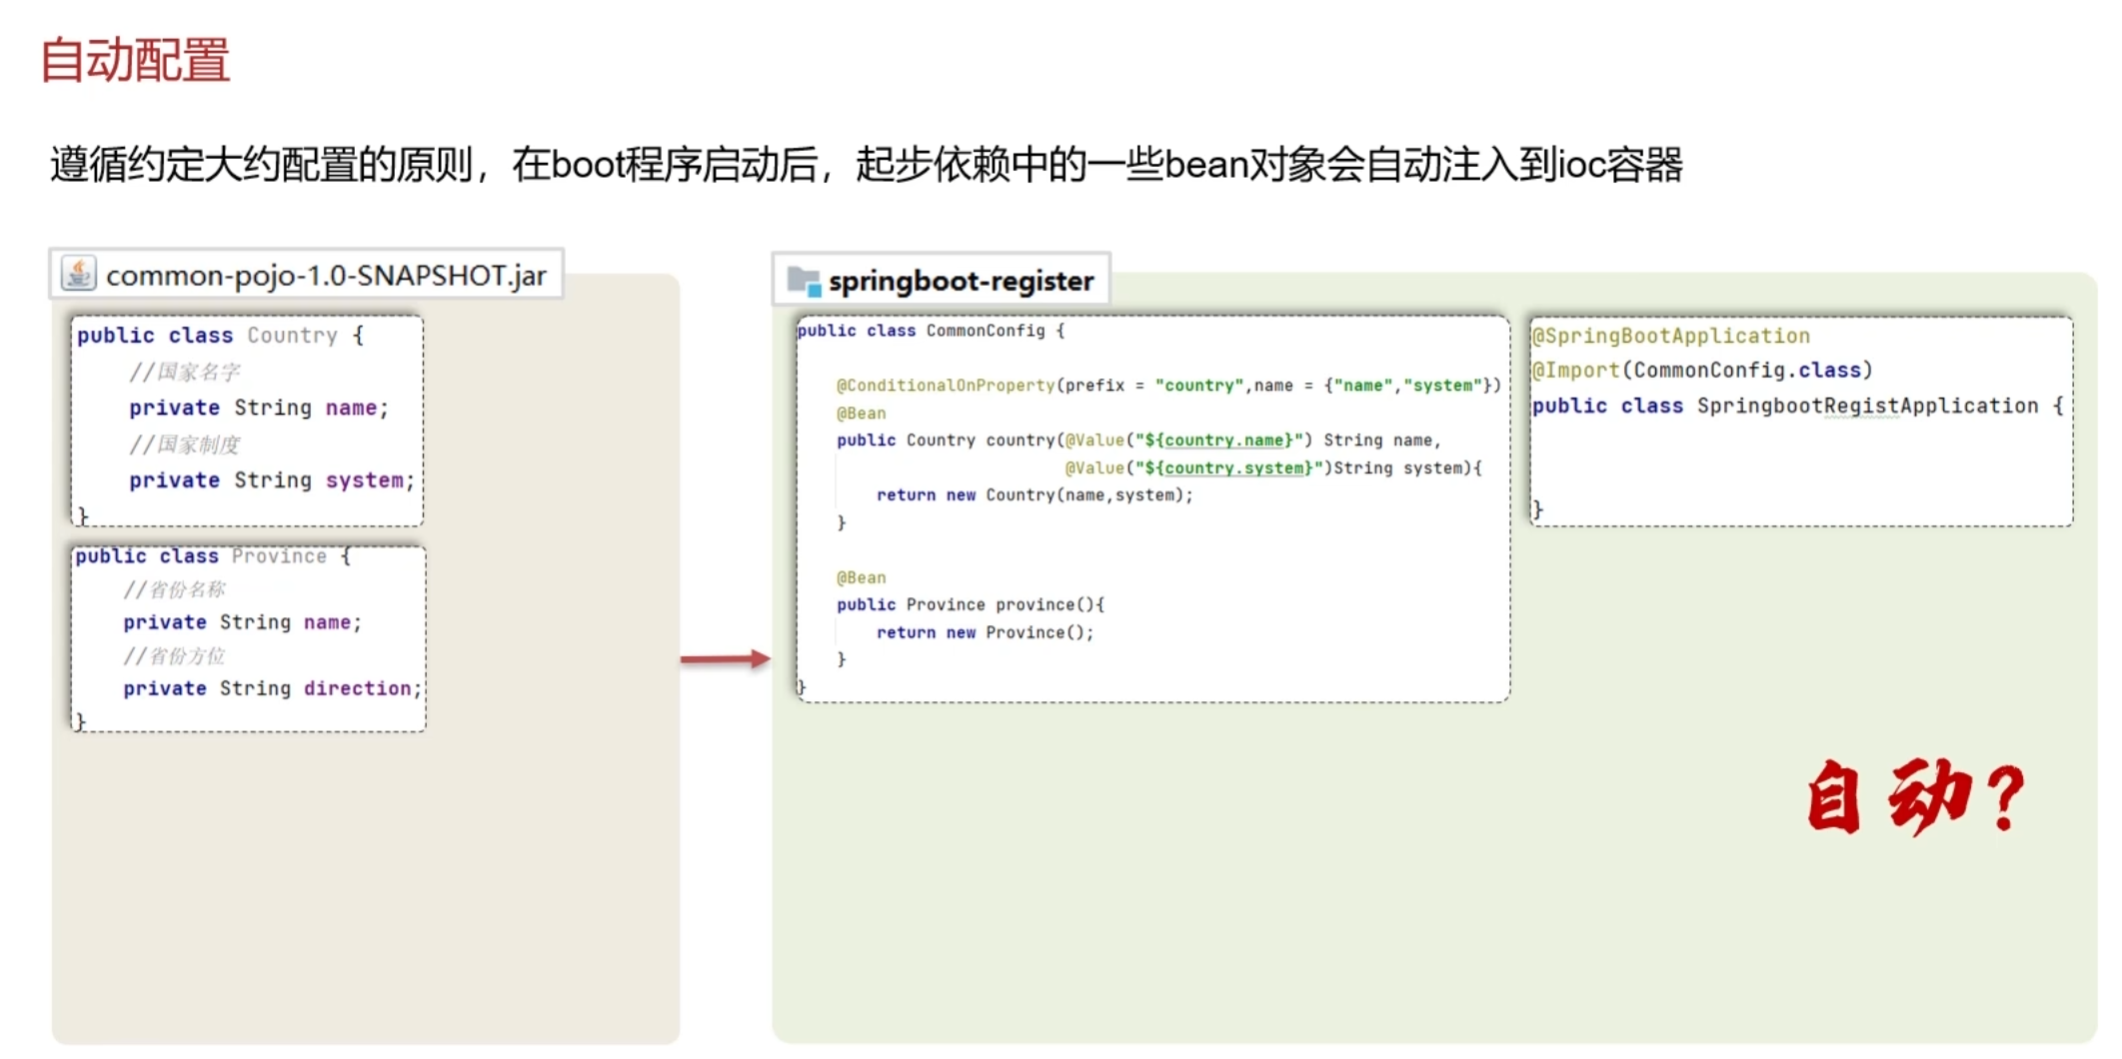 自动配置
遵循约定大约配置的原则，在boot程序启动后，起步依赖中的一些bean对象会自动注入到ioc容器
common-pojo-1.0-SNAPSHOT.jar
public class Country {
//国家名字
private String name;
//国家制度
private String system;
}
public class Province {
//省份名称
private String name;
//省份方位
private String direction;
}
springboot-register
public class CommonConfig {
@ConditionalOnProperty(prefix = "country",name = {"name","system"})
@Bean
public Country country(@Value("${country.name}") String name,
@Value("${country.system}")String system){
return new Country(name,system);
}
@Bean
public Province province(){
return new Province();
}
}
@SpringBootApplication
@Import(CommonConfig.class)
public class SpringbootRegistApplication {
}
自动?